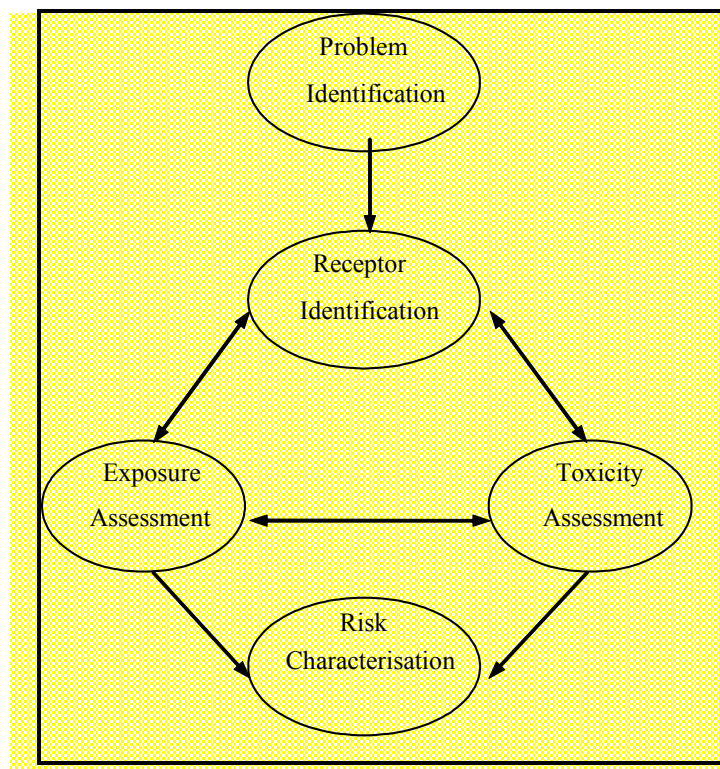 Problem
Identification
Receptor
Identification
Exposure
Assessment
Toxicity
Assessment
Risk
Characterisation